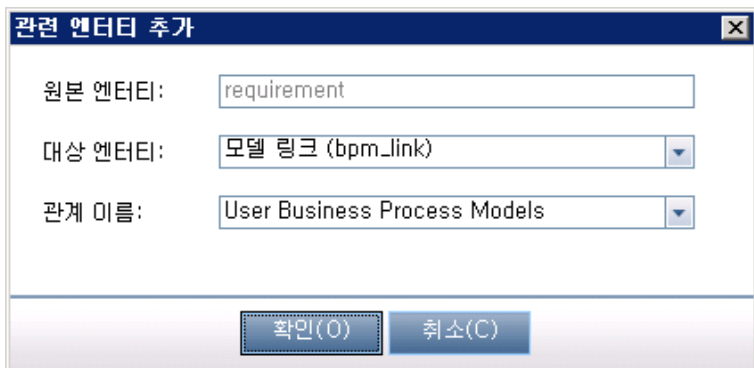 관련 엔터티 추가
원본 엔터티: requirement
대상 엔터티: 모델 링크 (bpm_link)
관계 이름: User Business Process Models
확인(O) 취소(C)